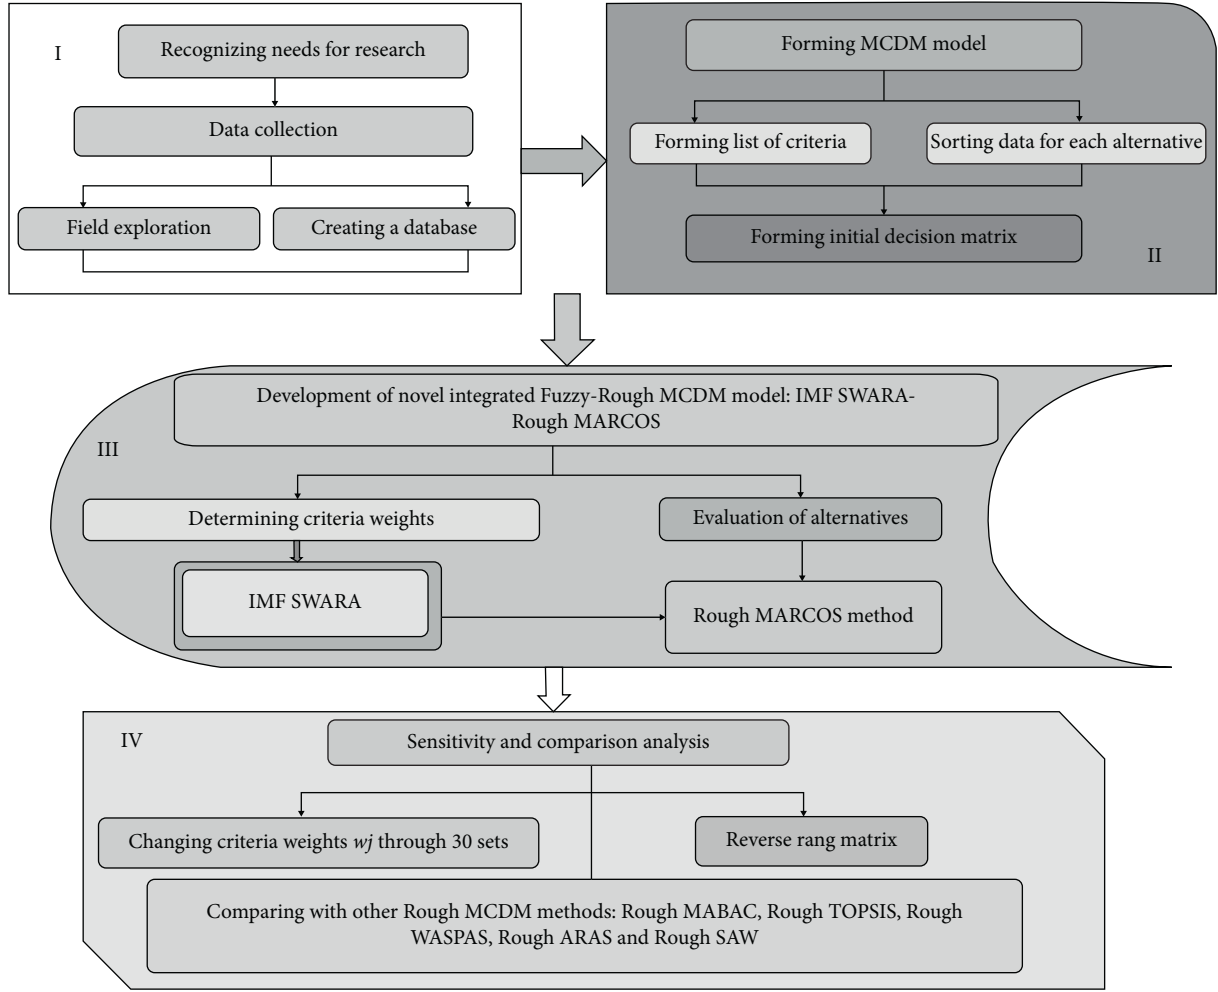 I
Recognizing needs for research
Data collection
Field exploration
Creating a database
Forming MCDM model
Forming list of criteria
Sorting data for each alternative
Forming initial decision matrix
II
Development of novel integrated Fuzzy-Rough MCDM model: IMF SWARA-
Rough MARCOS
III
Determining criteria weights
Evaluation of alternatives
IMF SWARA
Rough MARCOS method
IV
Sensitivity and comparison analysis
Changing criteria weights wj through 30 sets
Reverse rang matrix
Comparing with other Rough MCDM methods: Rough MABAC, Rough TOPSIS, Rough
WASPAS, Rough ARAS and Rough SAW